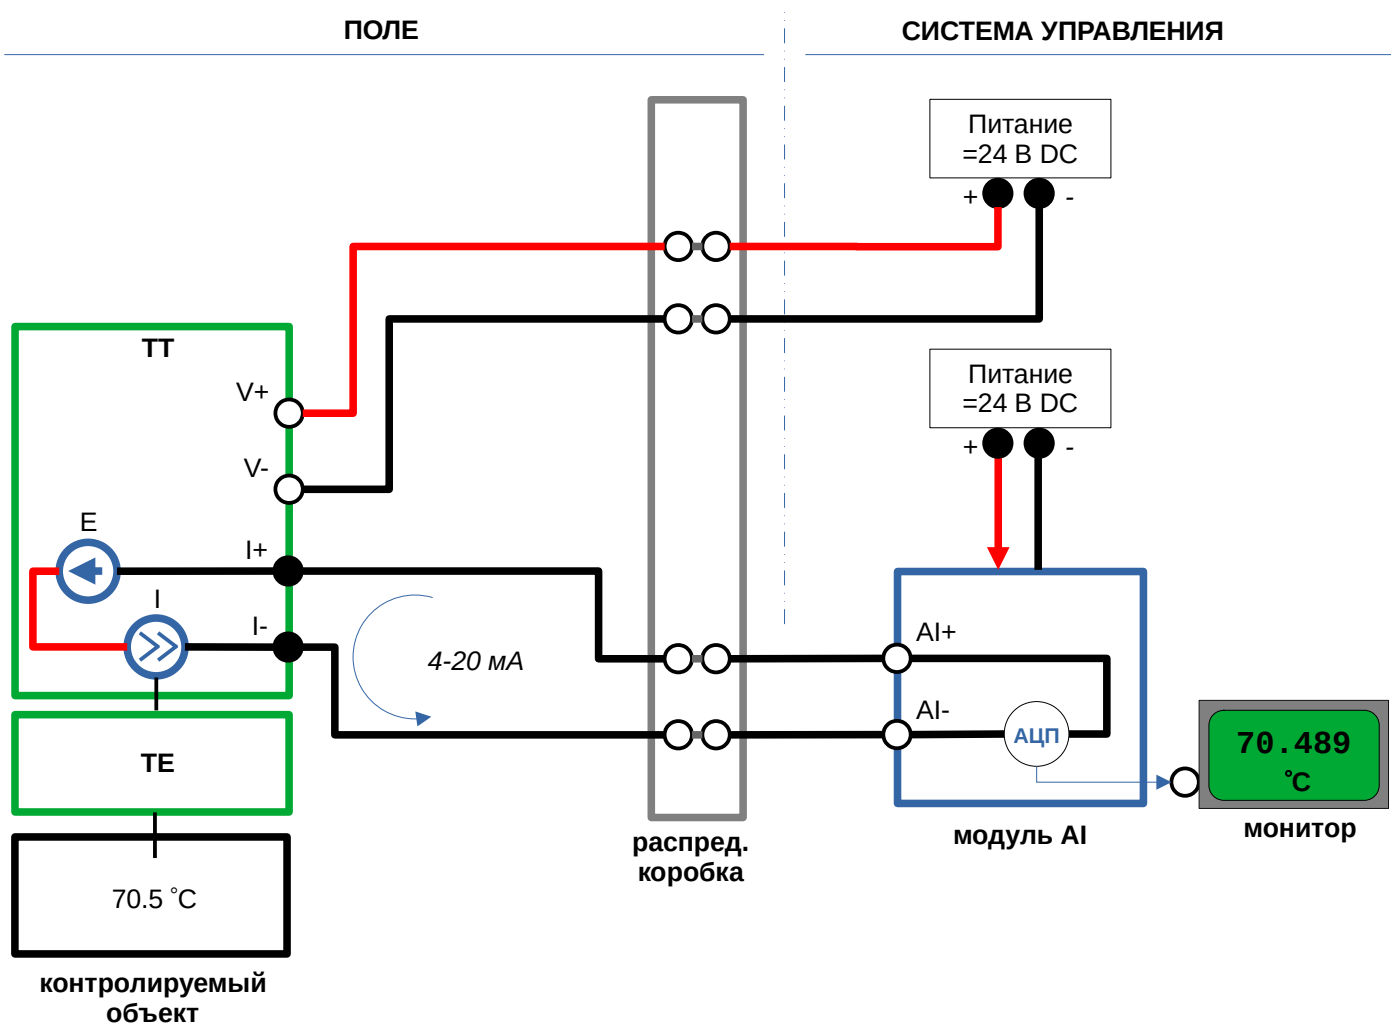 ПОЛЕ
СИСТЕМА УПРАВЛЕНИЯ
Питание
=24 В DC
+
-
ТТ
V+
V-
Питание
=24 В DC
+
-
E
I+
I
I-
4-20 мА
AI+
AI-
АЦП
70.489
°C
ТЕ
монитор
модуль AI
распред.
коробка
70.5 °C
контролируемый
объект